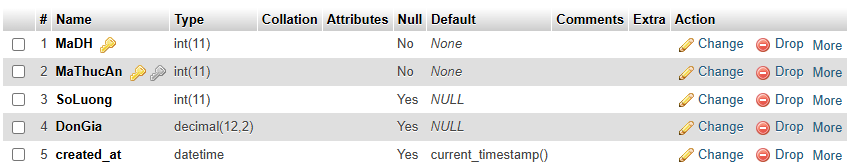 # Name Type Collation Attributes Null Default Comments Extra Action
1 MaDH int(11) No None Change Drop More
2 MaThucAn int(11) No None Change Drop More
3 SoLuong int(11) Yes NULL Change Drop More
4 DonGia decimal(12,2) Yes NULL Change Drop More
5 created_at datetime Yes current_timestamp() Change Drop More